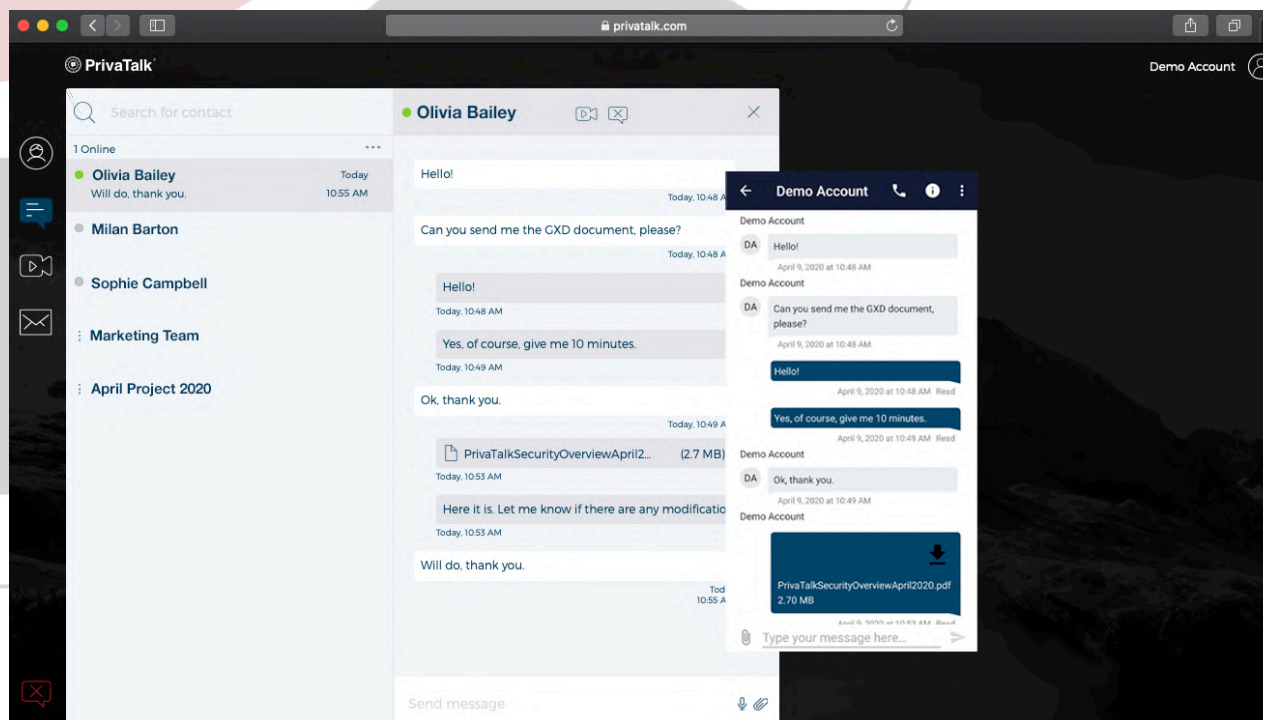 privatalk.com
PrivaTalk
Demo Account
Search for contact
1 Online
Olivia Bailey
Today
Will do, thank you.
10:55 AM
Milan Barton
Sophie Campbell
Marketing Team
April Project 2020
Olivia Bailey
Hello!
Today, 10:48 A
Can you send me the GXD document, please?
Today, 10:48 A
Hello!
Today, 10:48 AM
Yes, of course, give me 10 minutes.
Today, 10:49 AM
Ok, thank you.
Today, 10:49 A
PrivaTalkSecurityOverviewApril2... (2.7 MB)
Today, 10:53 AM
Here it is. Let me know if there are any modificatio
Today, 10:53 AM
Will do, thank you.
Tod
10:55 A
Send message
Demo Account
Demo Account
DA
Hello!
April 9, 2020 at 10:48 AM
Demo Account
DA
Can you send me the GXD document,
please?
April 9, 2020 at 10:48 AM
Hello!
April 9, 2020 at 10:48 AM Read
Yes, of course, give me 10 minutes.
April 9, 2020 at 10:49 AM Read
Demo Account
DA
Ok, thank you.
April 9, 2020 at 10:49 AM
Demo Account
PrivaTalkSecurityOverviewApril2020.pdf
2.70 MB
April 9, 2020 at 10:53 AM Read
Type your message here...